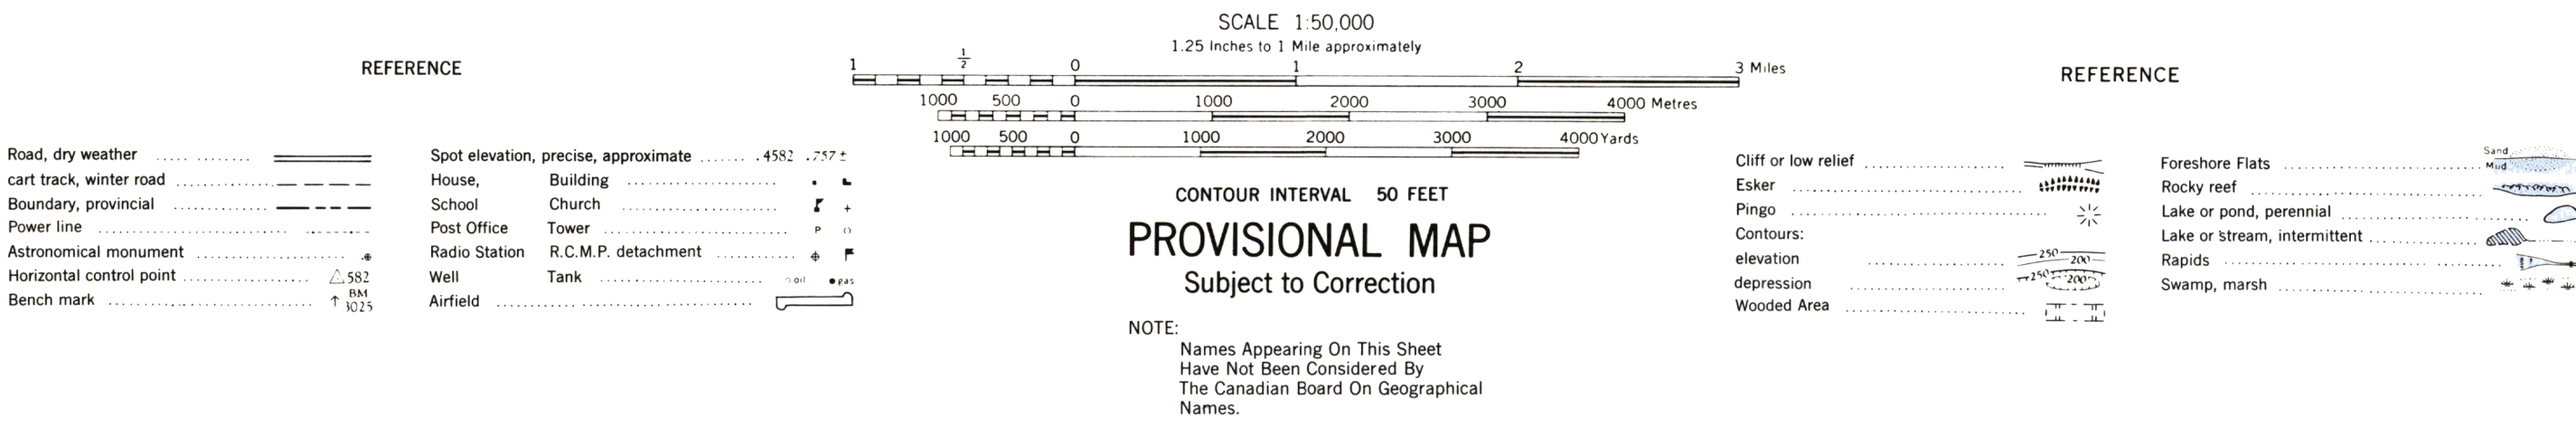 SCALE 1:50,000
1.25 Inches to 1 Mile approximately
1 1/2 0 1 2 3 Miles
1000 500 0 1000 2000 3000 4000 Metres
1000 500 0 1000 2000 3000 4000 Yards
REFERENCE
Road, dry weather
cart track, winter road
Boundary, provincial
Power line
Astronomical monument
Horizontal control point 582
Bench mark BM 3025
Spot elevation, precise, approximate .4582 .757 ±
House, Building
School Church
Post Office Tower P
Radio Station R.C.M.P. detachment
Well Tank oil gas
Airfield
CONTOUR INTERVAL 50 FEET
PROVISIONAL MAP
Subject to Correction
NOTE:
Names Appearing On This Sheet
Have Not Been Considered By
The Canadian Board On Geographical
Names.
REFERENCE
Cliff or low relief
Esker
Pingo
Contours:
elevation 250 200
depression 250 200
Wooded Area
Foreshore Flats Sand Mud
Rocky reef
Lake or pond, perennial
Lake or stream, intermittent
Rapids
Swamp, marsh